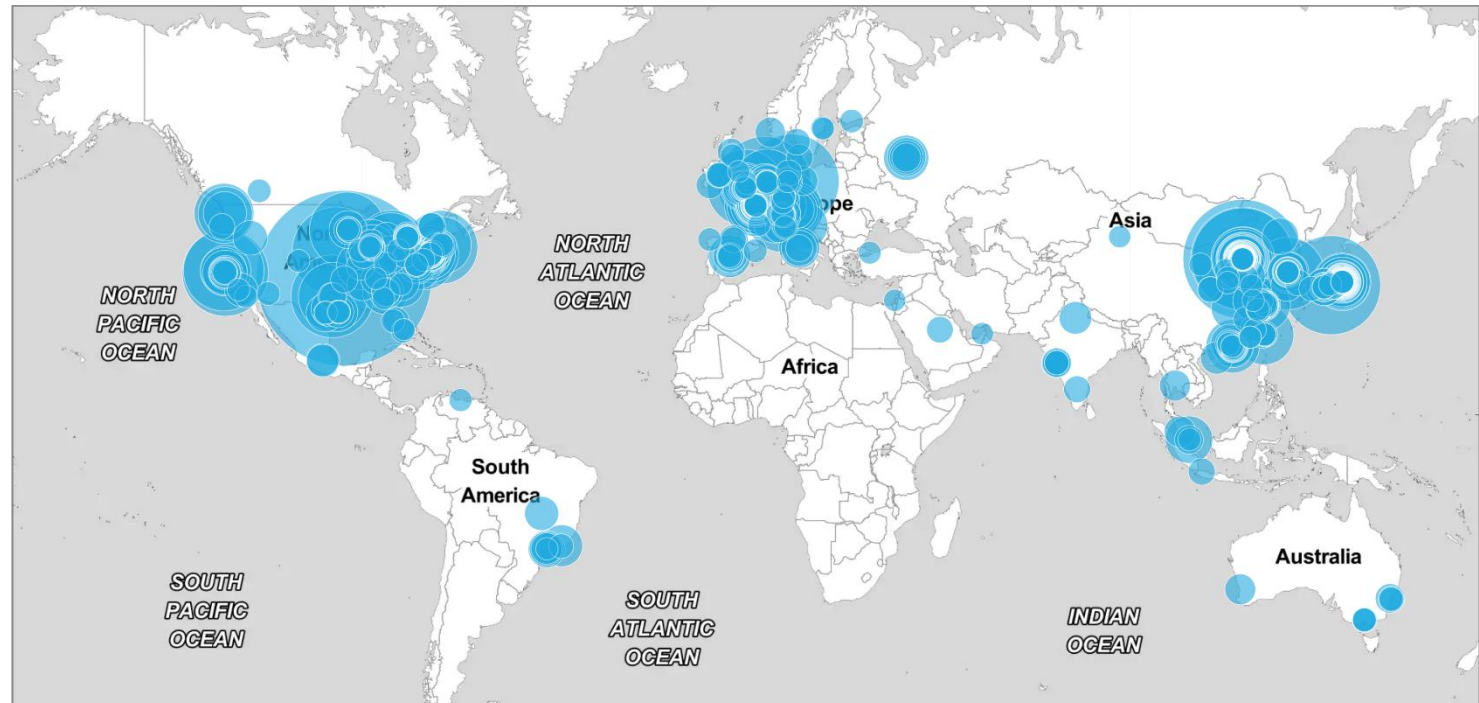 NORTH
PACIFIC
OCEAN
NORTH
ATLANTIC
OCEAN
Asia
Africa
South
America
Australia
SOUTH
PACIFIC
OCEAN
SOUTH
ATLANTIC
OCEAN
INDIAN
OCEAN